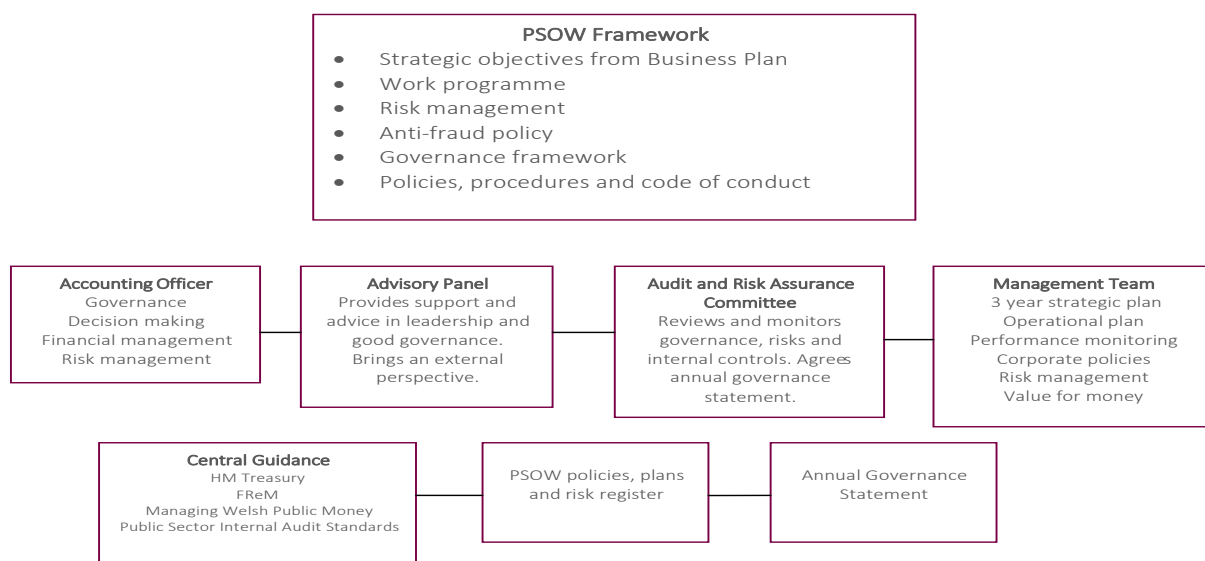 PSOW Framework
• Strategic objectives from Business Plan
• Work programme
• Risk management
• Anti-fraud policy
• Governance framework
• Policies, procedures and code of conduct
Accounting Officer
Governance
Decision making
Financial management
Risk management
Advisory Panel
Provides support and
advice in leadership and
good governance.
Brings an external
perspective.
Audit and Risk Assurance
Committee
Reviews and monitors
governance, risks and
internal controls. Agrees
annual governance
statement.
Management Team
3 year strategic plan
Operational plan
Performance monitoring
Corporate policies
Risk management
Value for money
Central Guidance
HM Treasury
FReM
Managing Welsh Public Money
Public Sector Internal Audit Standards
PSOW policies, plans
and risk register
Annual Governance
Statement